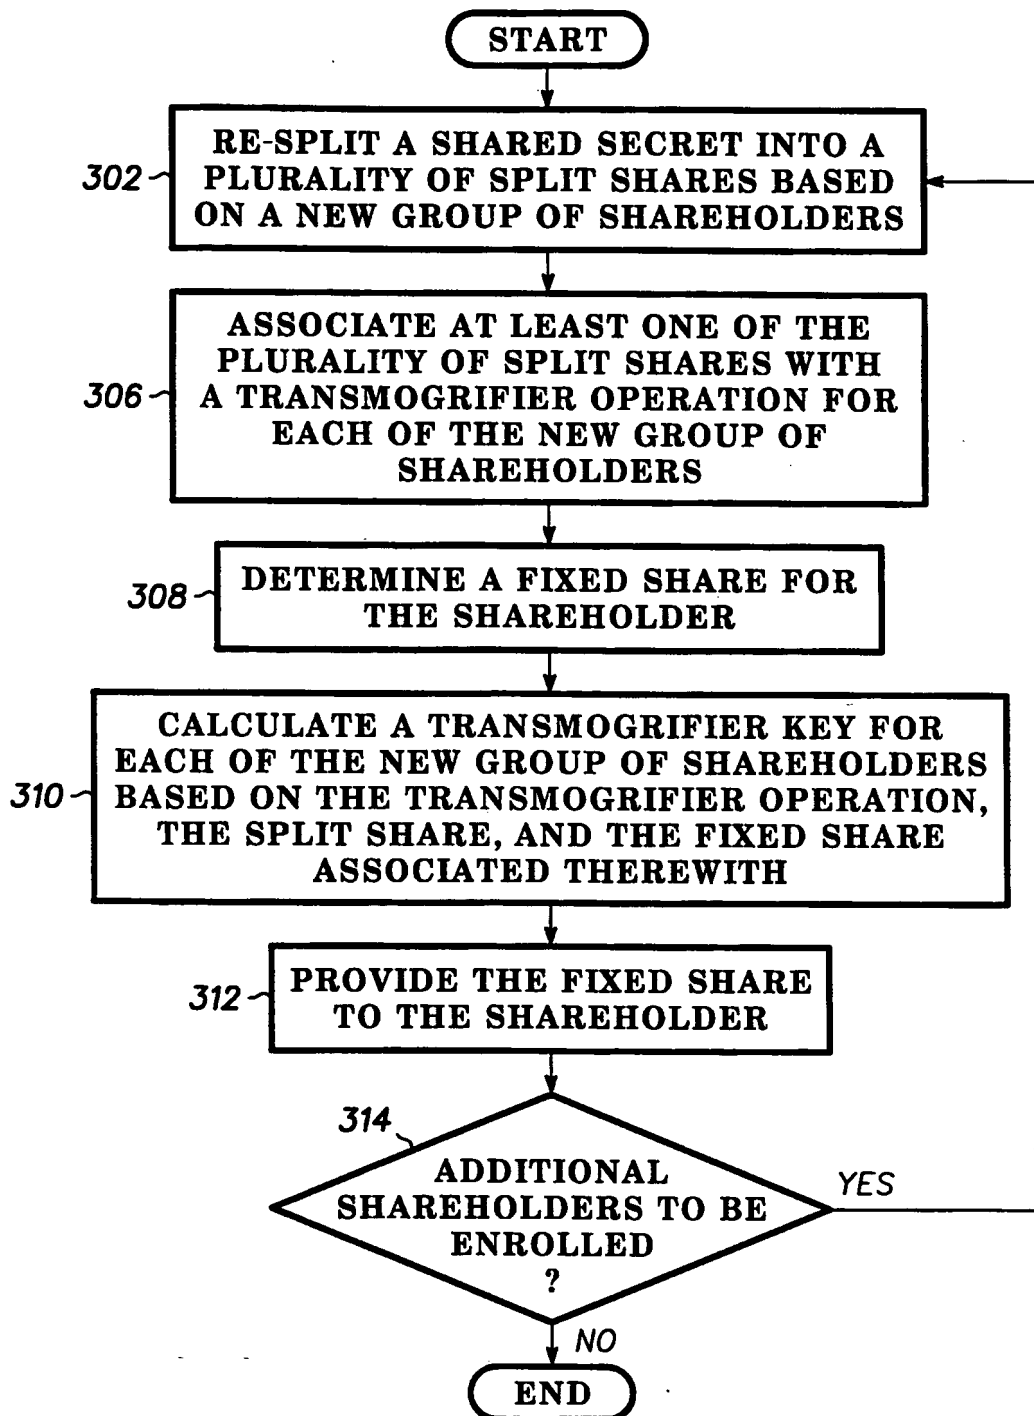 START
302
RE-SPLIT A SHARED SECRET INTO A
PLURALITY OF SPLIT SHARES BASED
ON A NEW GROUP OF SHAREHOLDERS
306
ASSOCIATE AT LEAST ONE OF THE
PLURALITY OF SPLIT SHARES WITH
A TRANSMOGRIFIER OPERATION FOR
EACH OF THE NEW GROUP OF
SHAREHOLDERS
308
DETERMINE A FIXED SHARE FOR
THE SHAREHOLDER
310
CALCULATE A TRANSMOGRIFIER KEY FOR
EACH OF THE NEW GROUP OF SHAREHOLDERS
BASED ON THE TRANSMOGRIFIER OPERATION,
THE SPLIT SHARE, AND THE FIXED SHARE
ASSOCIATED THEREWITH
312
PROVIDE THE FIXED SHARE
TO THE SHAREHOLDER
314
ADDITIONAL
SHAREHOLDERS TO BE
ENROLLED
?
YES
NO
END